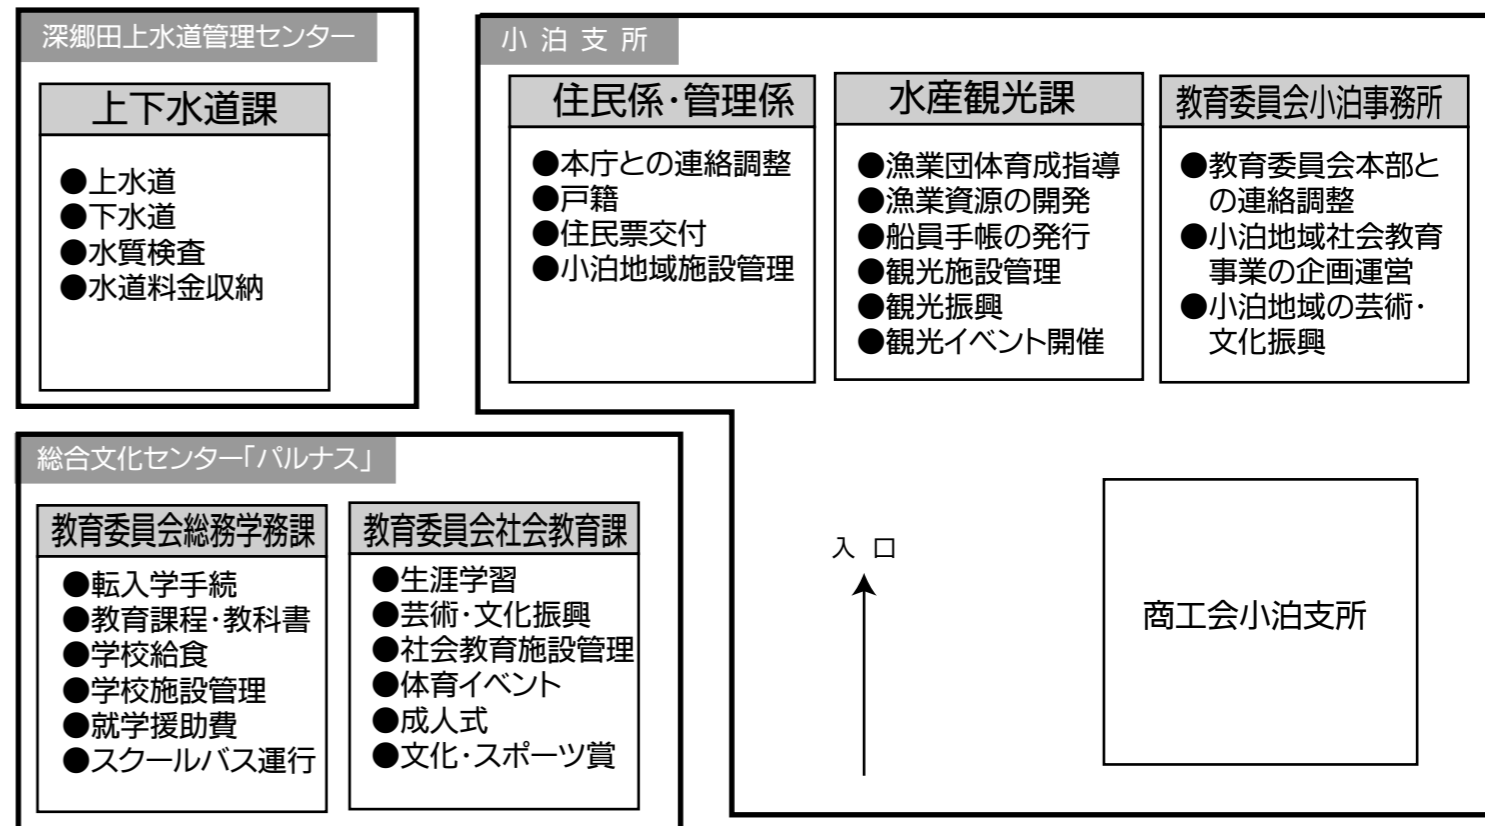 深郷田上水道管理センター
上下水道課
●上水道
●下水道
●水質検査
●水道料金収納
小泊支所
住民係・管理係
●本庁との連絡調整
●戸籍
●住民票交付
●小泊地域施設管理
水産観光課
●漁業団体育成指導
●漁業資源の開発
●船員手帳の発行
●観光施設管理
●観光振興
●観光イベント開催
教育委員会小泊事務所
●教育委員会本部と
の連絡調整
●小泊地域社会教育
事業の企画運営
●小泊地域の芸術・
文化振興
入口
商工会小泊支所
総合文化センター「パルナス」
教育委員会総務学務課
●転入学手続
●教育課程・教科書
●学校給食
●学校施設管理
●就学援助費
●スクールバス運行
教育委員会社会教育課
●生涯学習
●芸術・文化振興
●社会教育施設管理
●体育イベント
●成人式
●文化・スポーツ賞